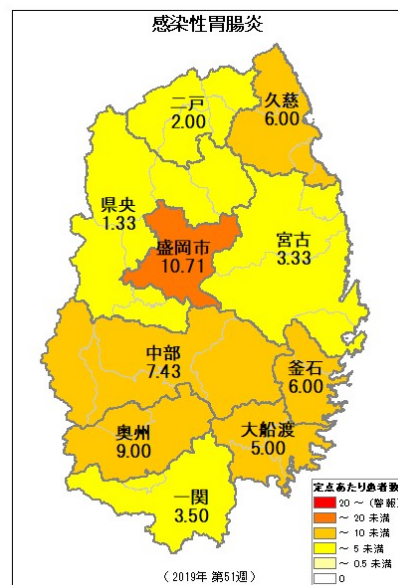 感染性胃腸炎
二戸
2.00
久慈
6.00
県央
1.33
盛岡市
10.71
宮古
3.33
中部
7.43
釜石
6.00
奥州
9.00
大船渡
5.00
一関
3.50
定点あたり患者数
20 ～ (警報)
～ 20 未満
～ 10 未満
～ 5 未満
～ 0.5 未満
0
(2019年 第51週)